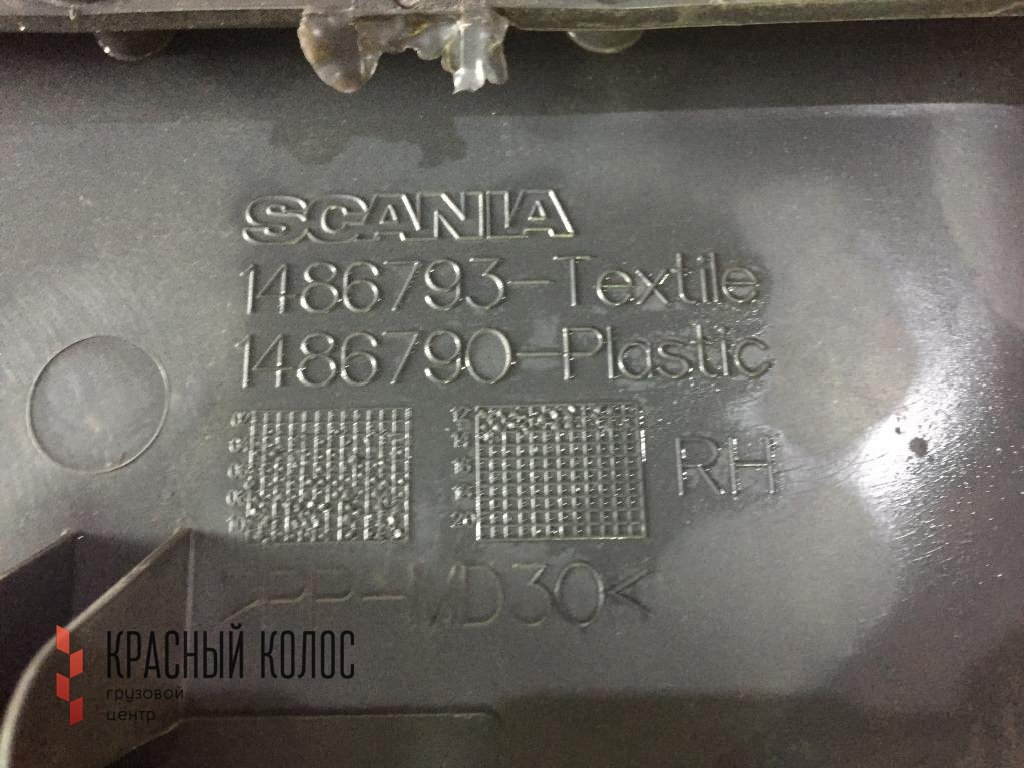 SCANIA
1486793-Textile
1486790-Plastic
RH
>PP-MD30<
КРАСНЫЙ КОЛОС
грузовой
центр